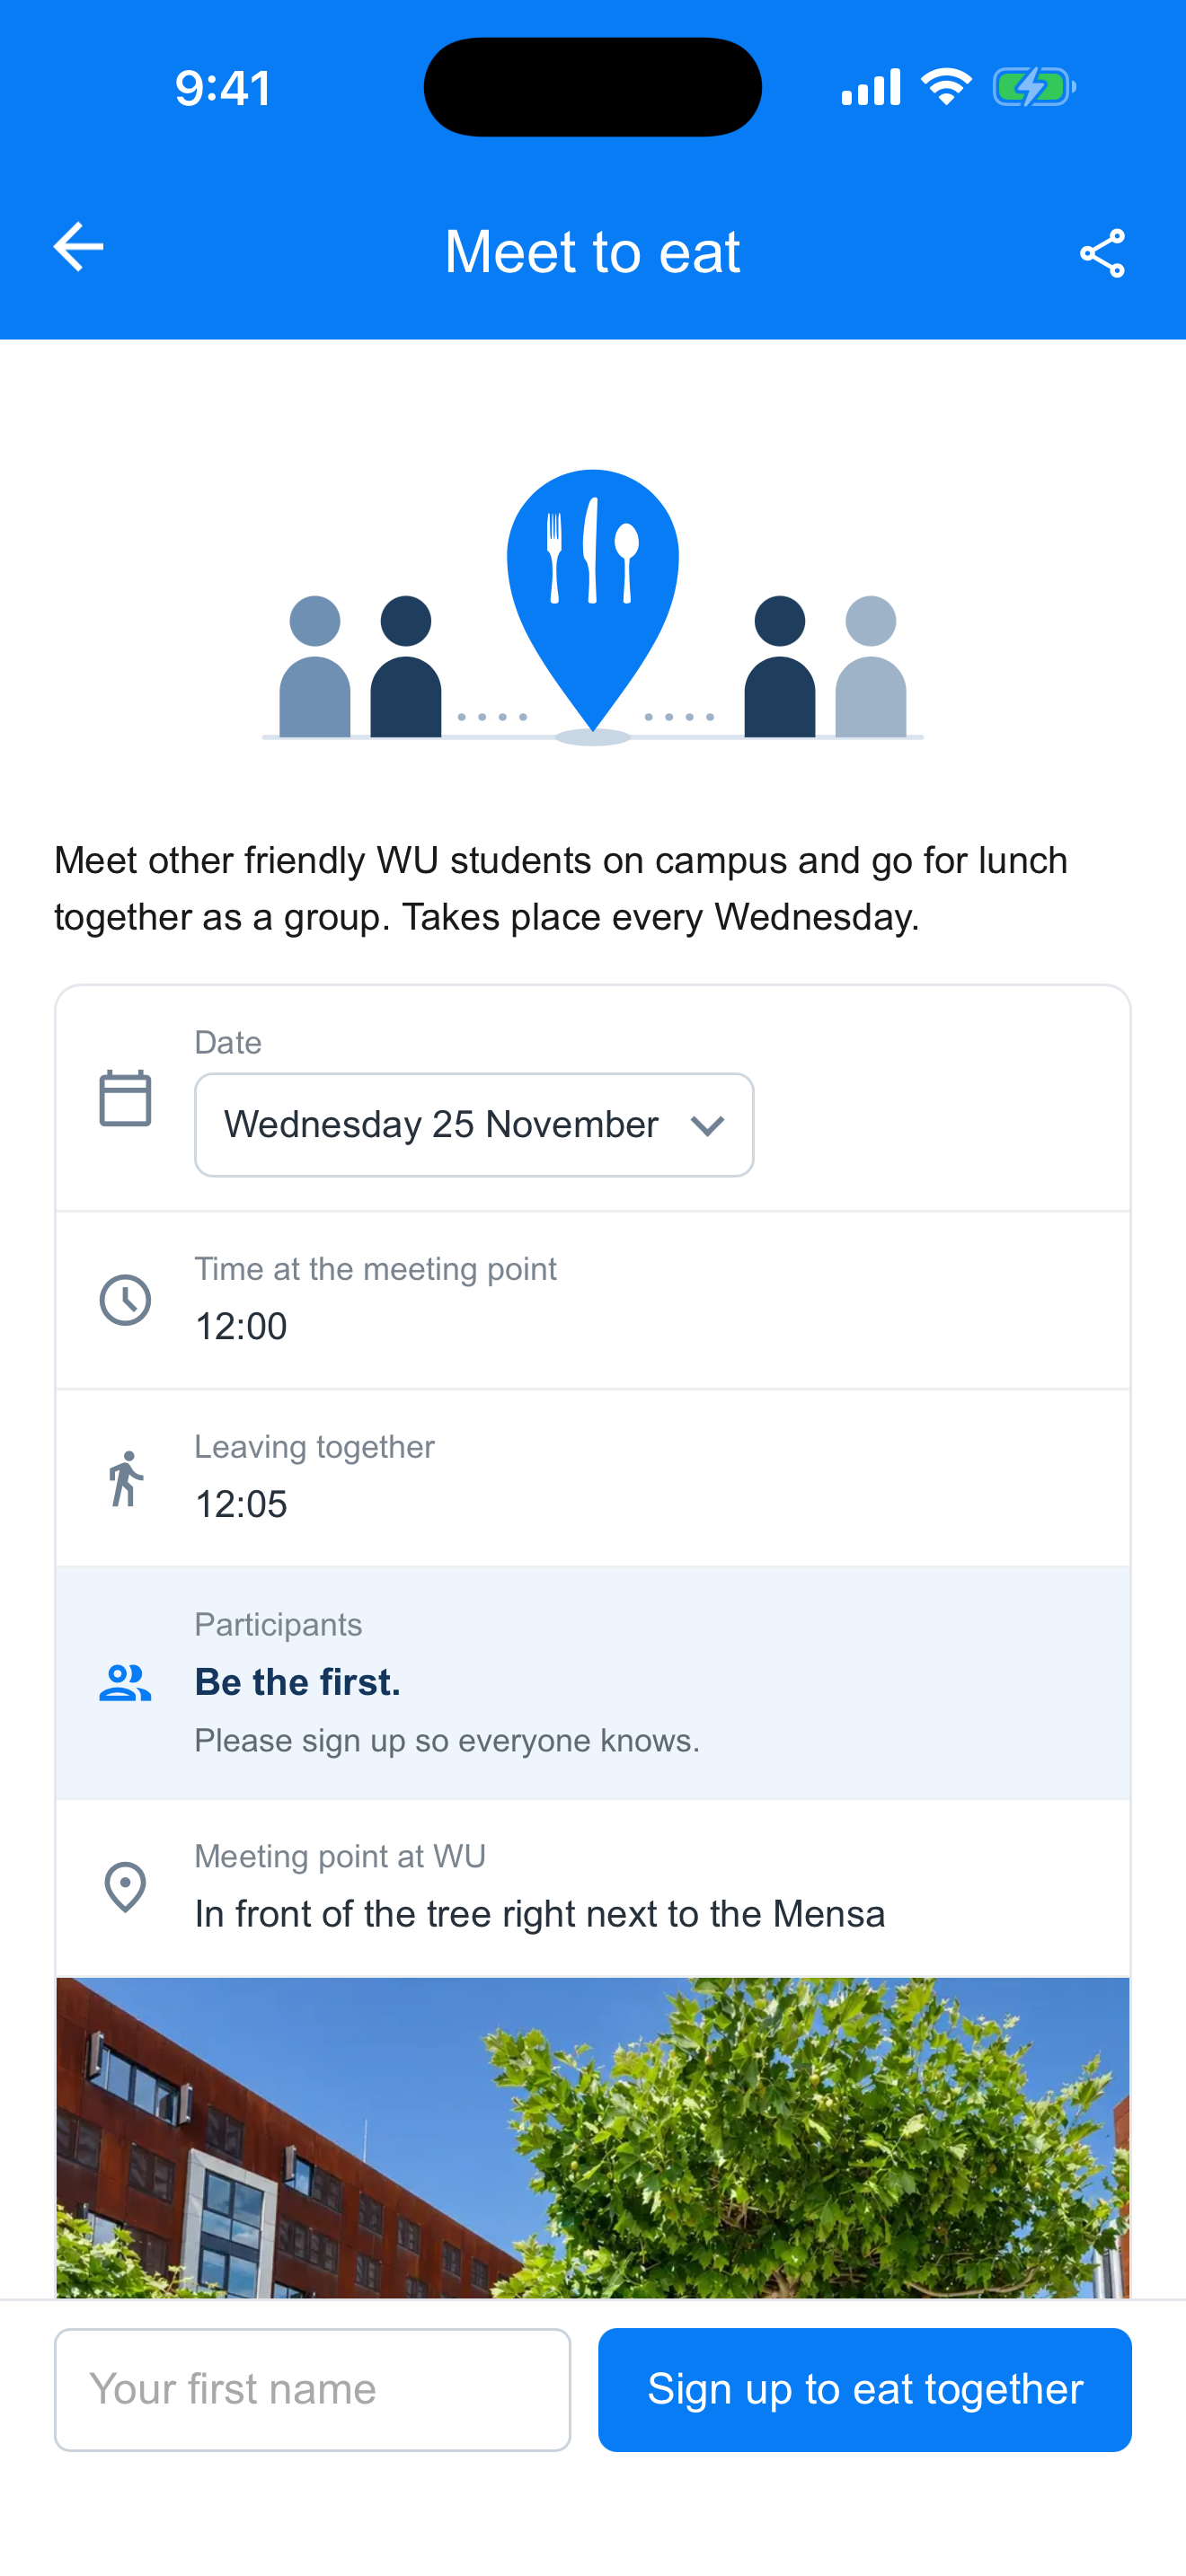 9:41
Meet to eat
Meet other friendly WU students on campus and go for lunch
together as a group. Takes place every Wednesday.
Date
Wednesday 25 November
Time at the meeting point
12:00
Leaving together
12:05
Participants
Be the first.
Please sign up so everyone knows.
Meeting point at WU
In front of the tree right next to the Mensa
Your first name
Sign up to eat together